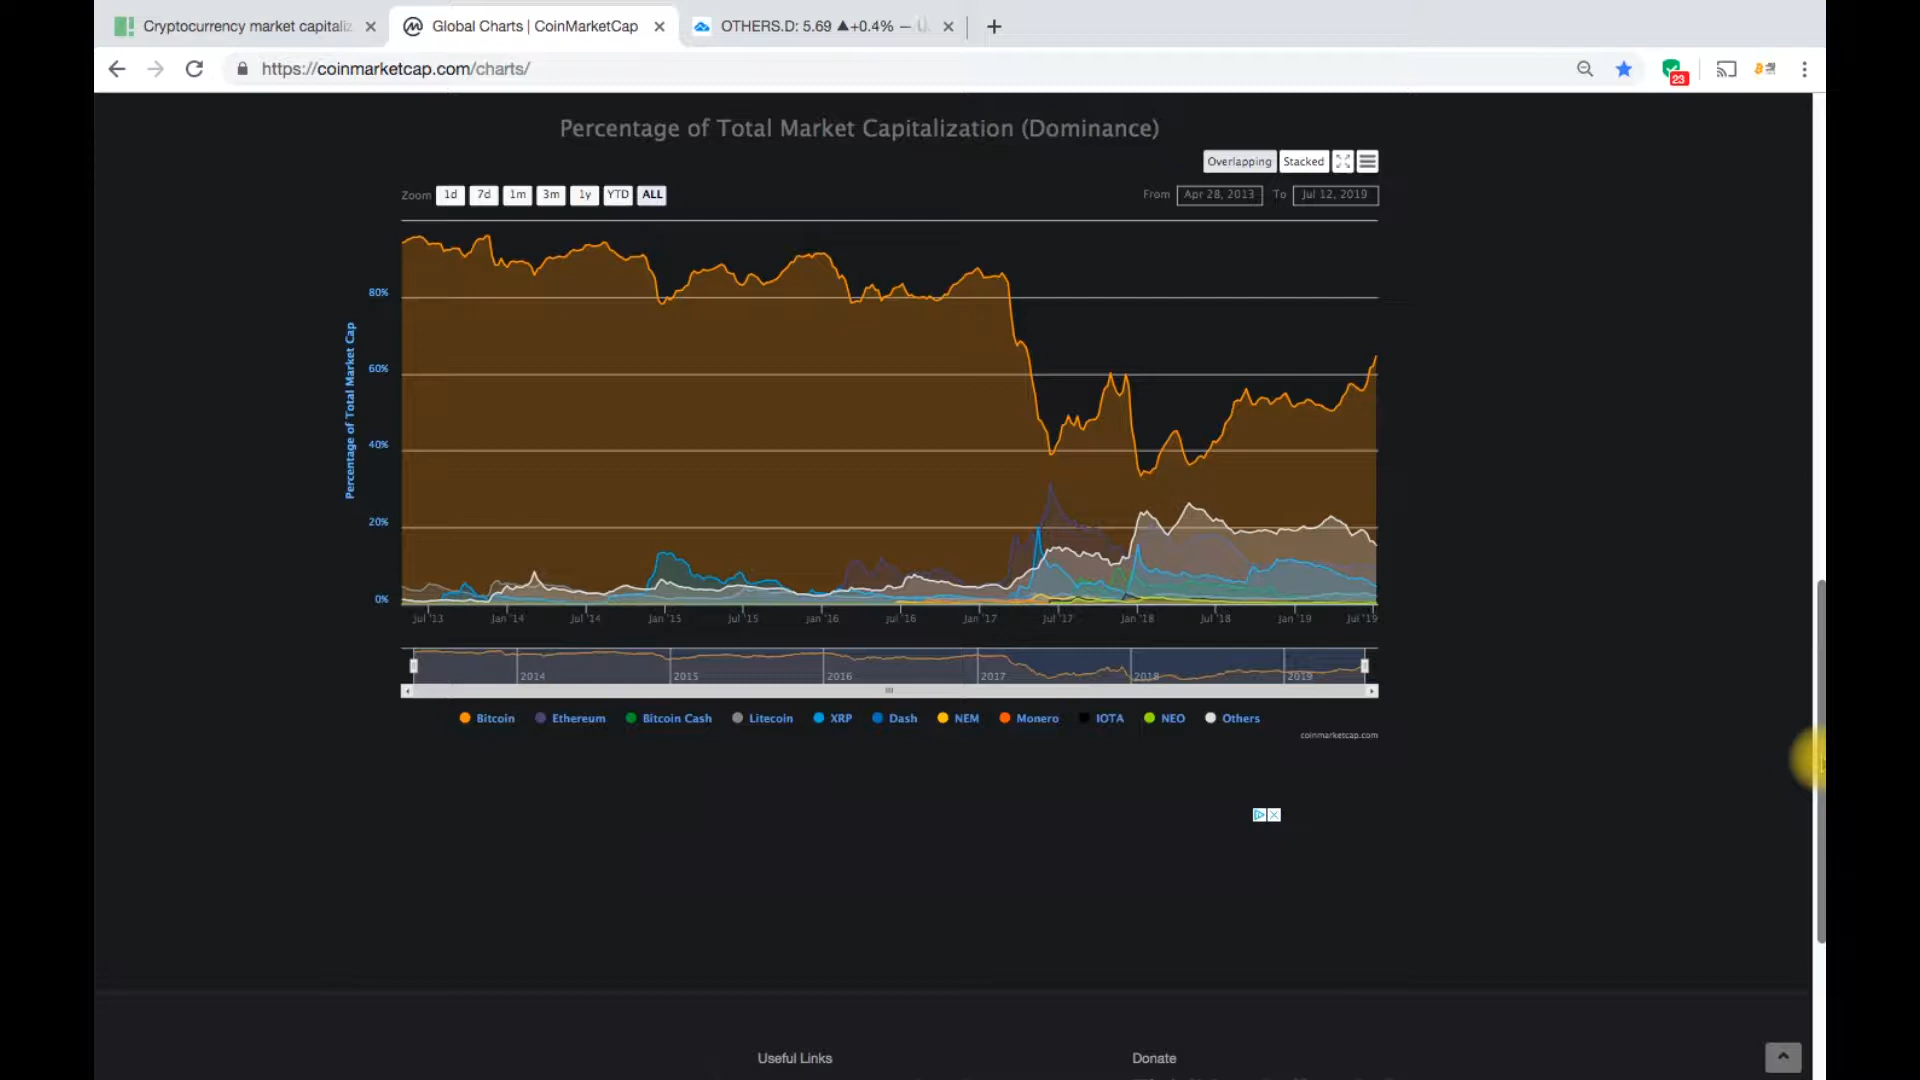 Cryptocurrency market capitaliz
Global Charts | CoinMarketCap
OTHERS.D: 5.69 ▲+0.4% —
https://coinmarketcap.com/charts/
23
Percentage of Total Market Capitalization (Dominance)
Overlapping Stacked
Zoom 1d 7d 1m 3m 1y YTD ALL
From Apr 28, 2013 To Jul 12, 2019
Percentage of Total Market Cap
80%
60%
40%
20%
0%
Jul '13 Jan '14 Jul '14 Jan '15 Jul '15 Jan '16 Jul '16 Jan '17 Jul '17 Jan '18 Jul '18 Jan '19 Jul '19
2014 2015 2016 2017 2018 2019
Bitcoin Ethereum Bitcoin Cash Litecoin XRP Dash NEM Monero IOTA NEO Others
coinmarketcap.com
Useful Links
Donate